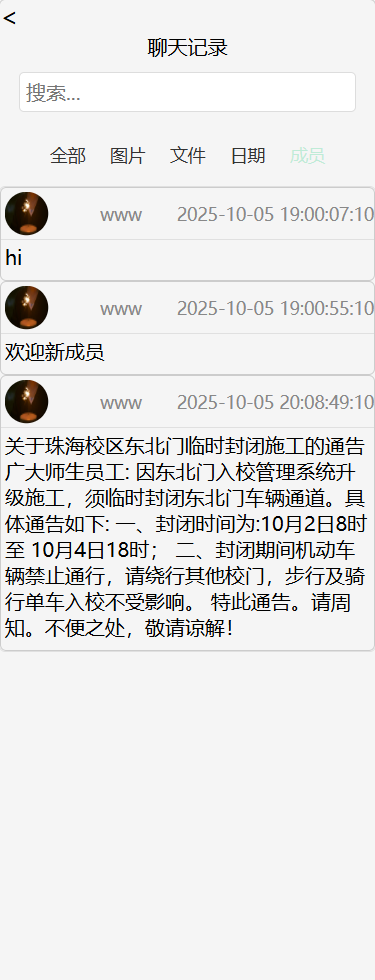 <
聊天记录
搜索...
全部 图片 文件 日期 成员
www 2025-10-05 19:00:07:10
hi
www 2025-10-05 19:00:55:10
欢迎新成员
www 2025-10-05 20:08:49:10
关于珠海校区东北门临时封闭施工的通告
广大师生员工: 因东北门入校管理系统升
级施工，须临时封闭东北门车辆通道。具
体通告如下: 一、封闭时间为:10月2日8时
至 10月4日18时； 二、封闭期间机动车
辆禁止通行，请绕行其他校门，步行及骑
行单车入校不受影响。 特此通告。请周
知。不便之处，敬请谅解！